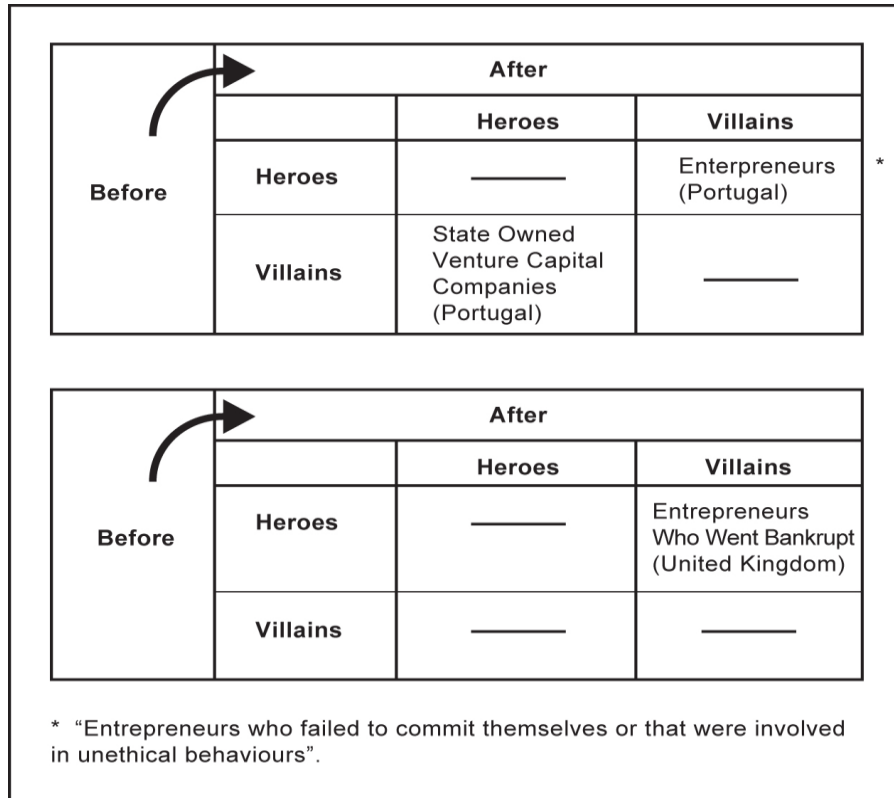 After
Heroes Villains
Before
Heroes —— Enterpreneurs *
(Portugal)
Villains
State Owned
Venture Capital
Companies
(Portugal)
——
After
Heroes Villains
Before
Heroes —— Entrepreneurs
Who Went Bankrupt
(United Kingdom)
Villains —— ——
* “Entrepreneurs who failed to commit themselves or that were involved
in unethical behaviours”.